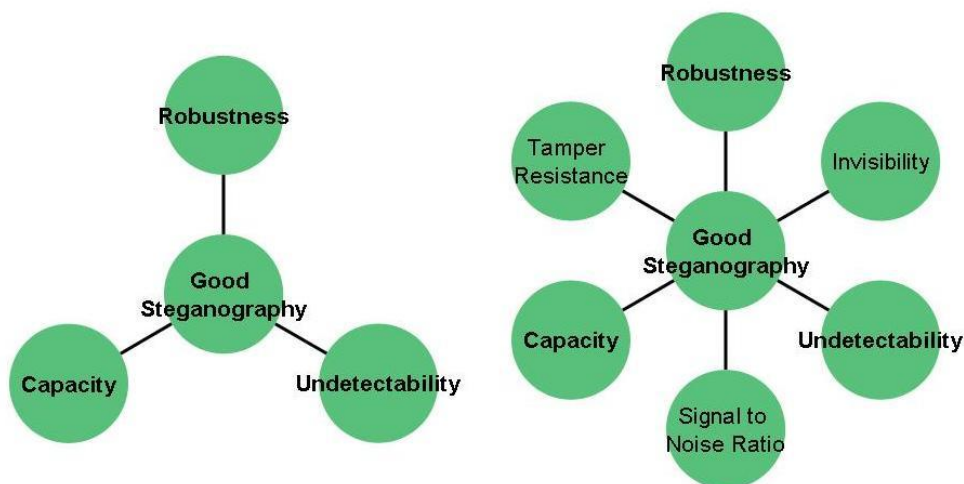 Robustness
Good
Steganography
Capacity
Undetectability
Robustness
Tamper
Resistance
Invisibility
Good
Steganography
Capacity
Undetectability
Signal to
Noise Ratio